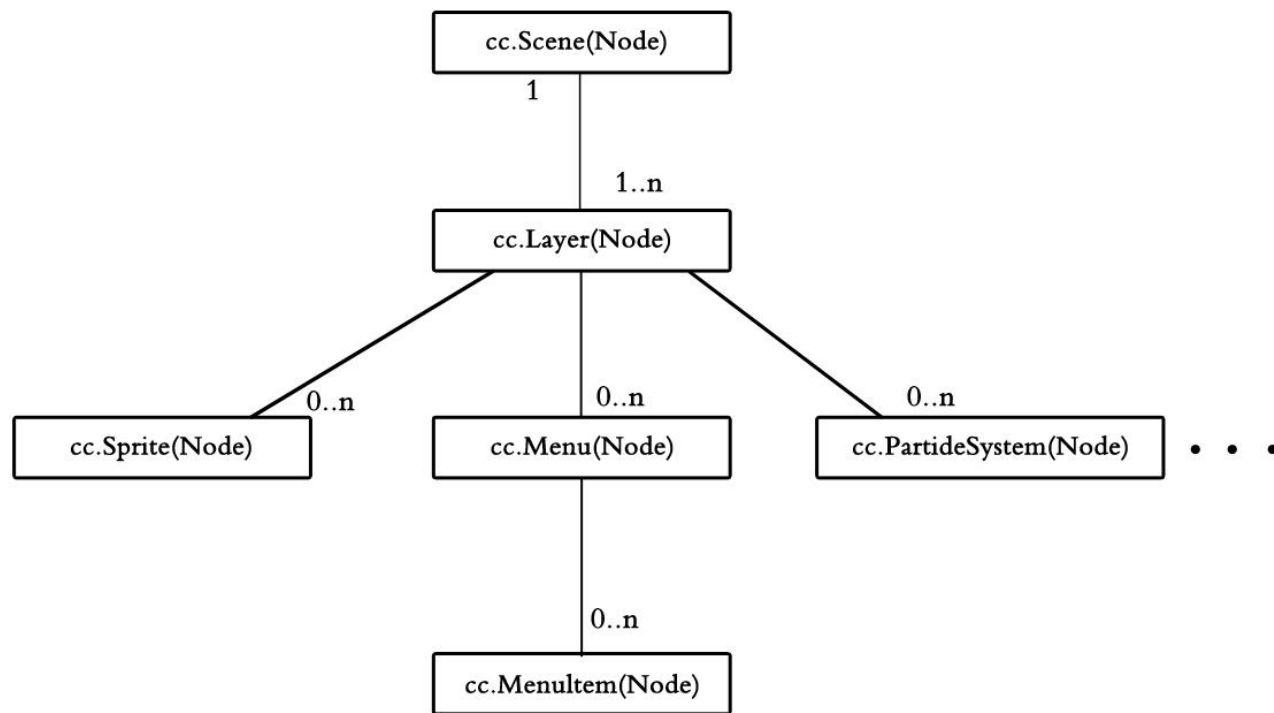 cc.Scene(Node)
1
1..n
cc.Layer(Node)
0..n
0..n
0..n
cc.Sprite(Node)
cc.Menu(Node)
cc.PartideSystem(Node)
cc.MenuItem(Node)
0..n